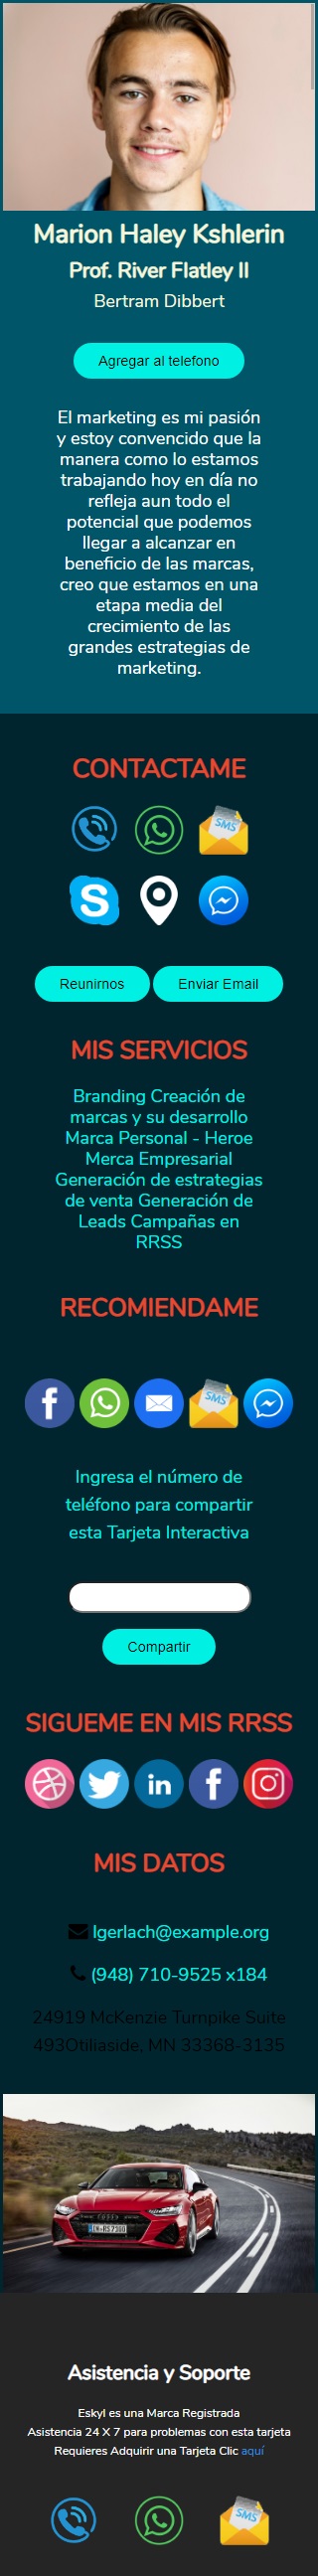 Marion Haley Kshlerin
Prof. River Flatley II
Bertram Dibbert
Agregar al telefono
El marketing es mi pasión
y estoy convencido que la
manera como lo estamos
trabajando hoy en día no
refleja aun todo el
potencial que podemos
llegar a alcanzar en
beneficio de las marcas,
creo que estamos en una
etapa media del
crecimiento de las
grandes estrategias de
marketing.
CONTACTAME
SMS
Reunirnos Enviar Email
MIS SERVICIOS
Branding Creación de
marcas y su desarrollo
Marca Personal - Heroe
Merca Empresarial
Generación de estrategias
de venta Generación de
Leads Campañas en
RRSS
RECOMIENDAME
SMS
Ingresa el número de
teléfono para compartir
esta Tarjeta Interactiva
Compartir
SIGUEME EN MIS RRSS
in
MIS DATOS
lgerlach@example.org
(948) 710-9525 x184
24919 McKenzie Turnpike Suite
493Otiliaside, MN 33368-3135
Asistencia y Soporte
Eskyl es una Marca Registrada
Asistencia 24 X 7 para problemas con esta tarjeta
Requieres Adquirir una Tarjeta Clic aquí
SMS